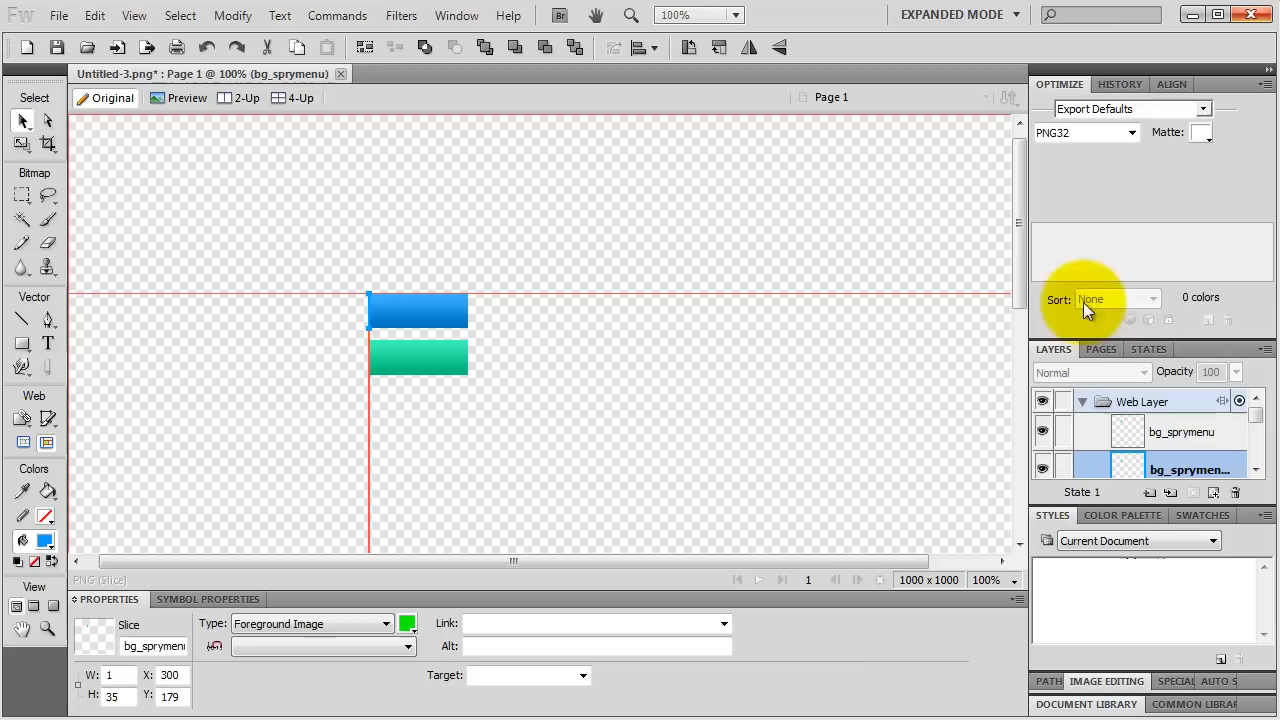 Fw File Edit View Select Modify Text Commands Filters Window Help Br 100% EXPANDED MODE
Untitled-3.png* : Page 1 @ 100% (bg_sprymenu)
Original Preview 2-Up 4-Up Page 1
Select
Bitmap
Vector
Web
Colors
View
OPTIMIZE HISTORY ALIGN
Export Defaults
PNG32 Matte:
Sort: None 0 colors
LAYERS PAGES STATES
Normal Opacity 100
Web Layer
bg_sprymenu
bg_sprymen...
State 1
STYLES COLOR PALETTE SWATCHES
Current Document
PNG (Slice) 1 1000 x 1000 100%
PROPERTIES SYMBOL PROPERTIES
Slice Type: Foreground Image Link:
bg_sprymenu Alt:
W: 1 X: 300 Target:
H: 35 Y: 179
PATH IMAGE EDITING SPECIAL AUTO S
DOCUMENT LIBRARY COMMON LIBRAR